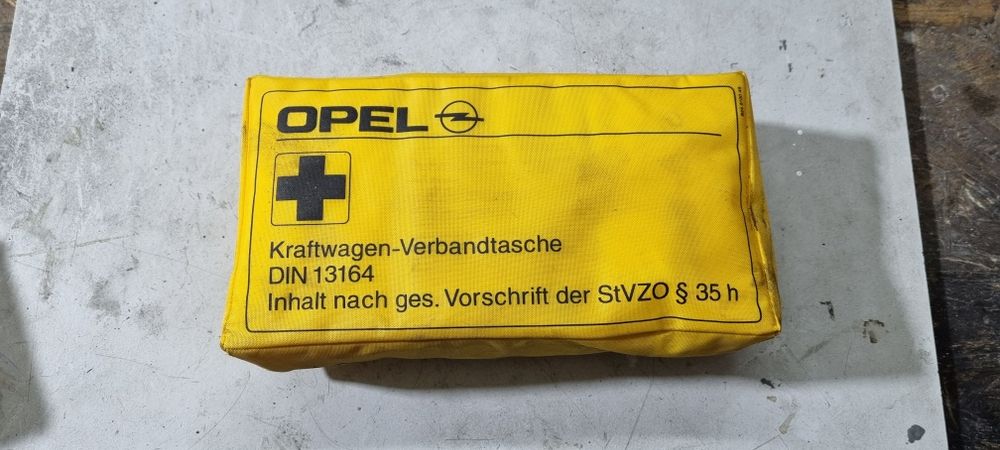 OPEL
Kraftwagen-Verbandtasche
DIN 13164
Inhalt nach ges. Vorschrift der StVZO § 35 h